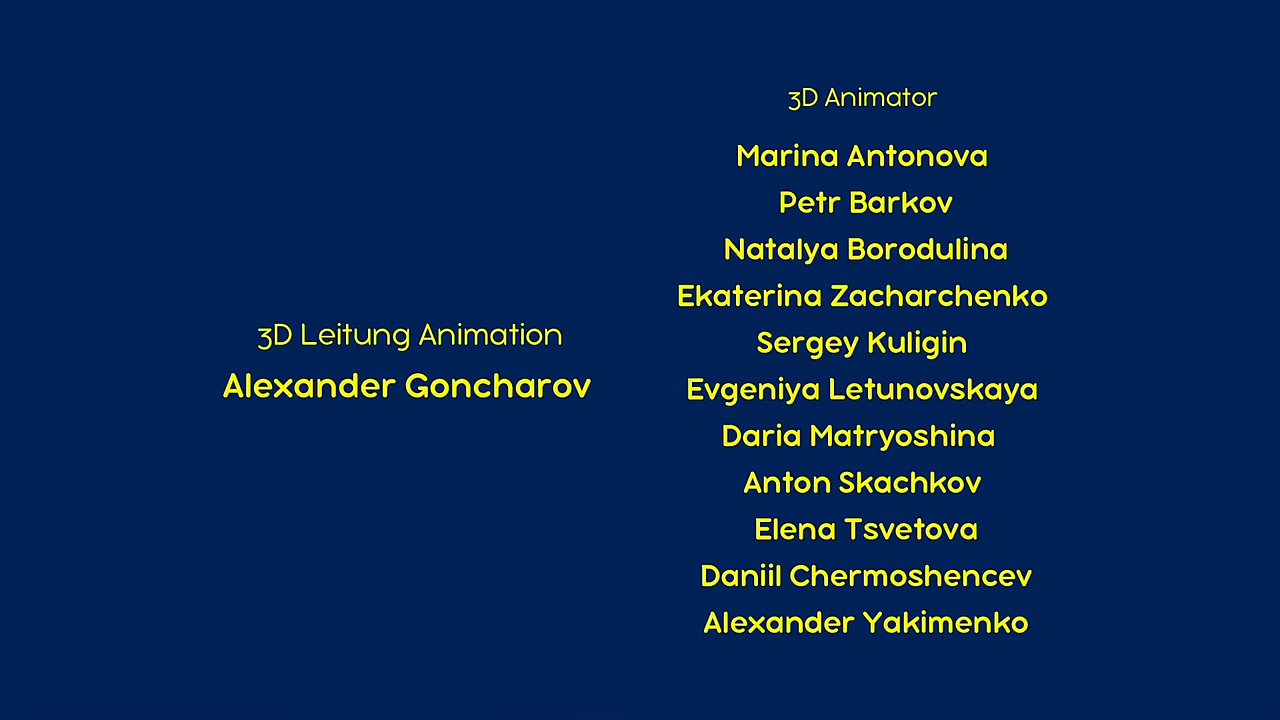 3D Leitung Animation
Alexander Goncharov
3D Animator
Marina Antonova
Petr Barkov
Natalya Borodulina
Ekaterina Zacharchenko
Sergey Kuligin
Evgeniya Letunovskaya
Daria Matryoshina
Anton Skachkov
Elena Tsvetova
Daniil Chermoshencev
Alexander Yakimenko